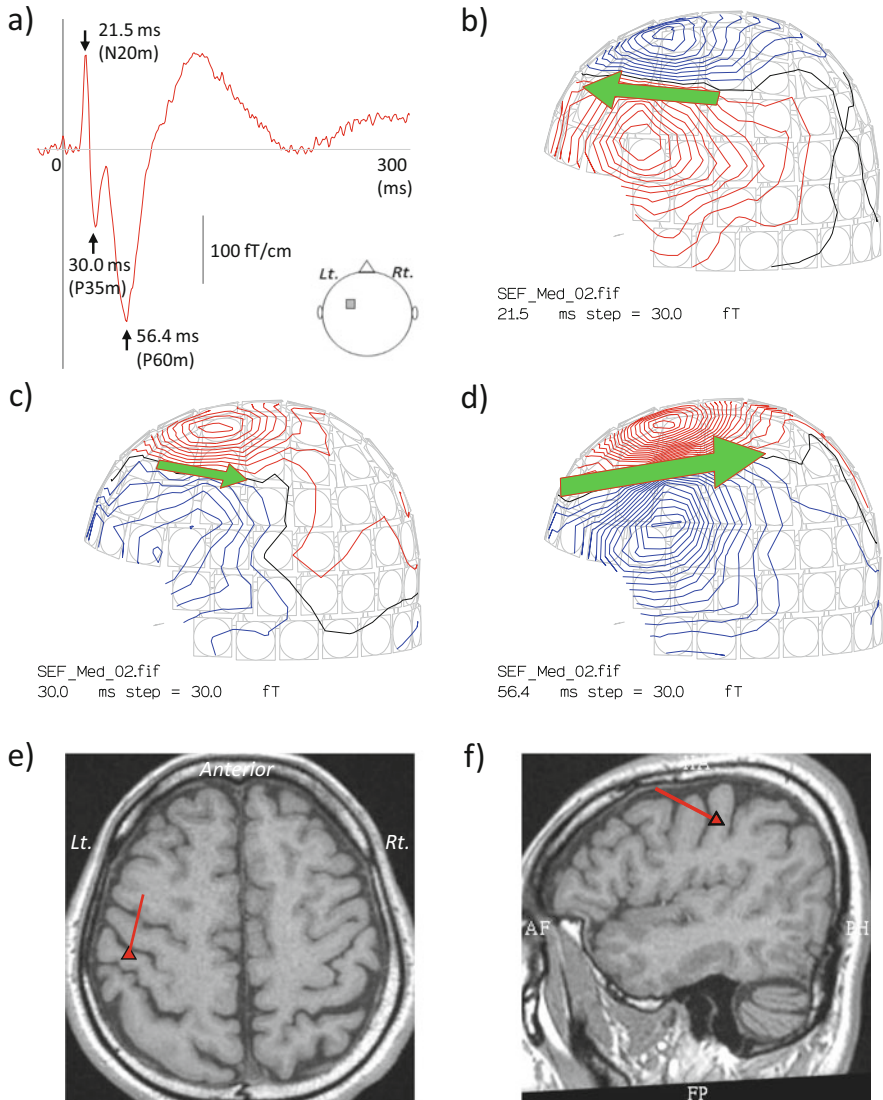 a)
21.5 ms
(N20m)
0
300
(ms)
30.0 ms
(P35m)
100 fT/cm
56.4 ms
(P60m)
Lt.
Rt.
b)
SEF_Med_02.fif
21.5 ms step = 30.0 fT
c)
SEF_Med_02.fif
30.0 ms step = 30.0 fT
d)
SEF_Med_02.fif
56.4 ms step = 30.0 fT
e)
Anterior
Lt.
Rt.
f)
AF
PH
FP